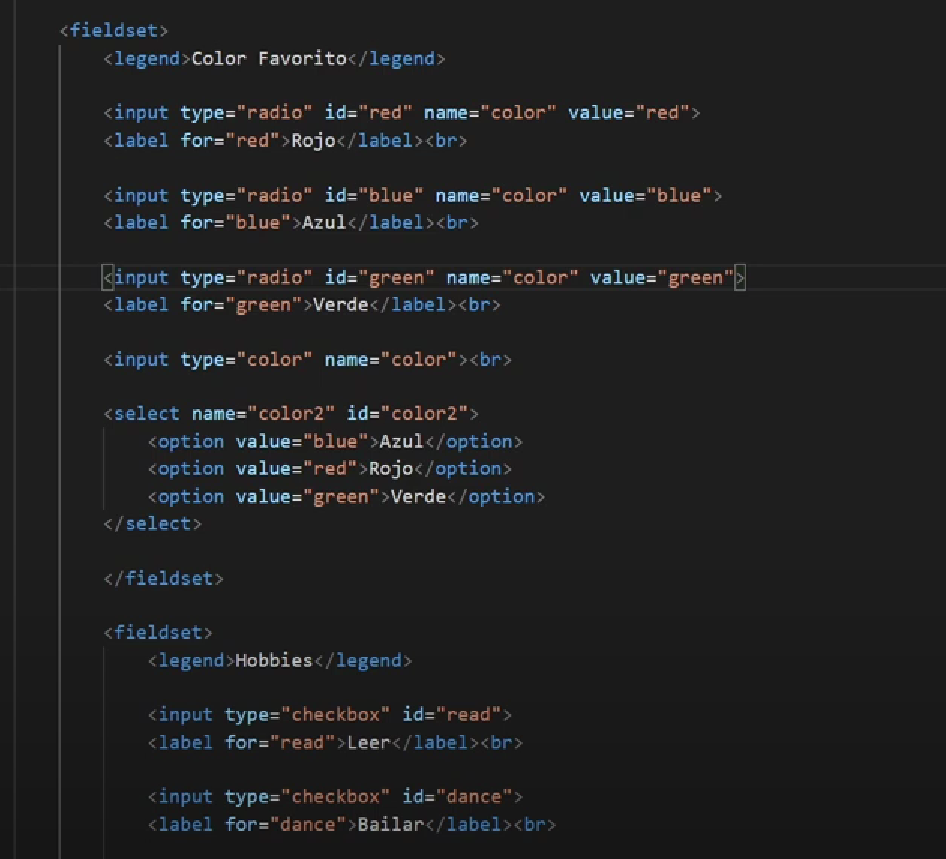 <fieldset>
<legend>Color Favorito</legend>
<input type="radio" id="red" name="color" value="red">
<label for="red">Rojo</label><br>
<input type="radio" id="blue" name="color" value="blue">
<label for="blue">Azul</label><br>
<input type="radio" id="green" name="color" value="green">
<label for="green">Verde</label><br>
<input type="color" name="color"><br>
<select name="color2" id="color2">
<option value="blue">Azul</option>
<option value="red">Rojo</option>
<option value="green">Verde</option>
</select>
</fieldset>
<fieldset>
<legend>Hobbies</legend>
<input type="checkbox" id="read">
<label for="read">Leer</label><br>
<input type="checkbox" id="dance">
<label for="dance">Bailar</label><br>